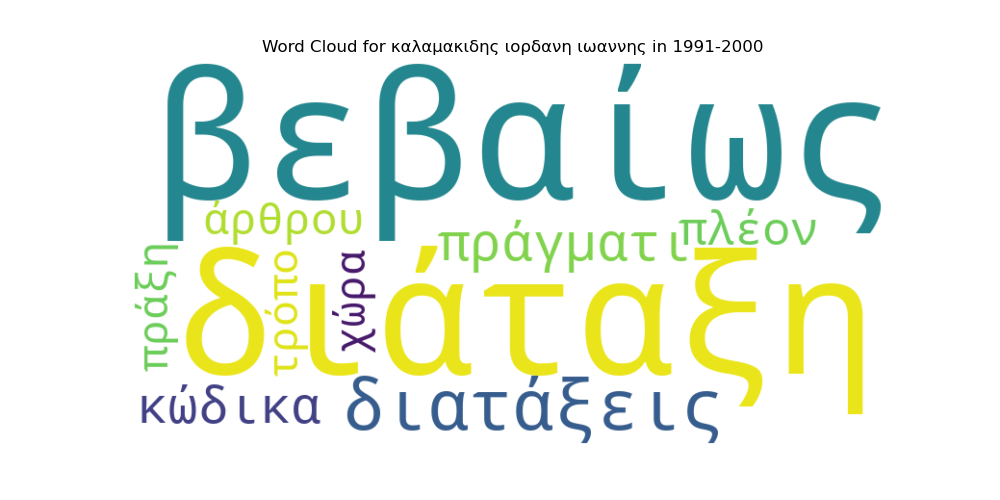 Word Cloud for καλαμακιδης ιορδανη ιωαννης in 1991-2000
βεβαίως
άρθρου
πράγματι
πλέον
πράξη
διάταξη
τρόπο
χώρα
κώδικα
διατάξεις